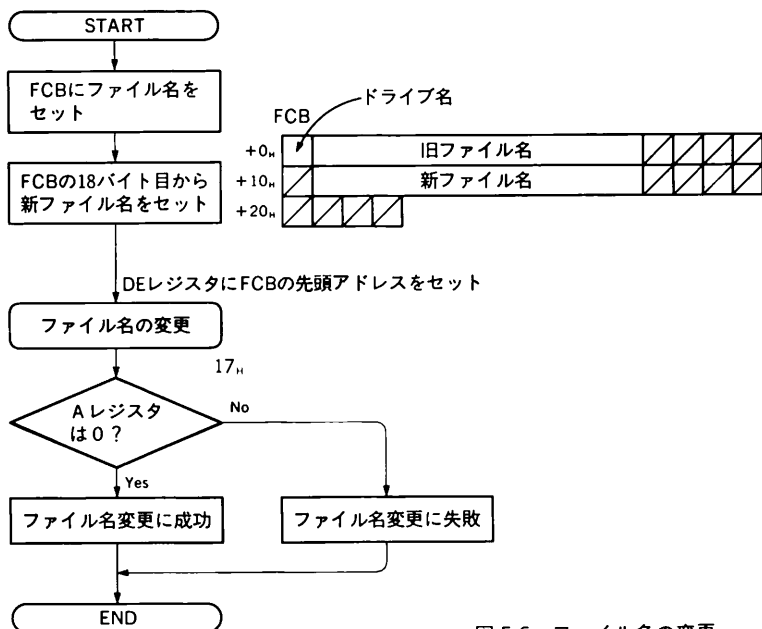 START
FCBにファイル名を
セット
FCB
ドライブ名
+0H
旧ファイル名
+10H
新ファイル名
+20H
FCBの18バイト目から
新ファイル名をセット
DEレジスタにFCBの先頭アドレスをセット
ファイル名の変更
17H
Aレジスタ
は0?
No
Yes
ファイル名変更に成功
ファイル名変更に失敗
END